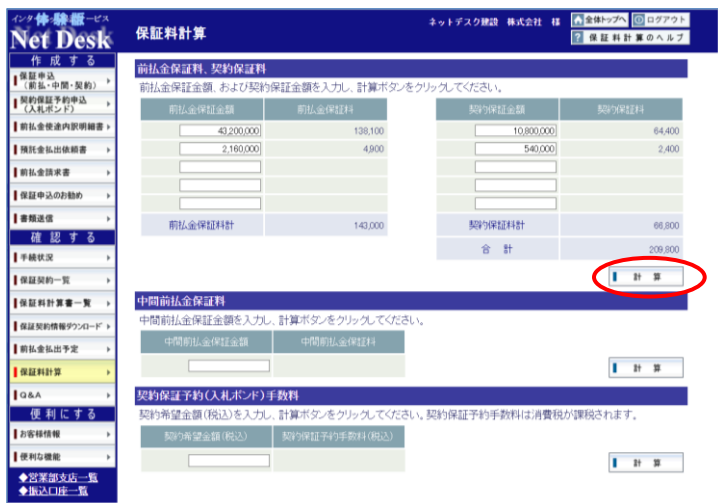 インタ体験版ービス
Net Desk
保証料計算
ネットデスク建設 株式会社 様
全体トップへ
ログアウト
? 保証料計算のヘルプ
作成する
保証申込
(前払・中間・契約)
契約保証予約申込
(入札ボンド)
前払金使途内訳明細書
預託金払出依頼書
前払金請求書
保証申込のお勧め
書類送信
確認する
手続状況
保証契約一覧
保証料計算書一覧
保証契約情報ダウンロード
前払金払出予定
保証料計算
Q&A
便利にする
お客様情報
便利な機能
◆営業部支店一覧
◆振込口座一覧
前払金保証料、契約保証料
前払金保証金額、および契約保証金額を入力し、計算ボタンをクリックしてください。
前払金保証金額 前払金保証料 契約保証金額 契約保証料
43,200,000 138,100 10,800,000 64,400
2,160,000 4,900 540,000 2,400
前払金保証料計 143,000 契約保証料計 66,800
合 計 209,800
計 算
中間前払金保証料
中間前払金保証金額を入力し、計算ボタンをクリックしてください。
中間前払金保証金額 中間前払金保証料
計 算
契約保証予約(入札ボンド)手数料
契約希望金額(税込)を入力し、計算ボタンをクリックしてください。契約保証予約手数料は消費税が課税されます。
契約希望金額(税込) 契約保証予約手数料(税込)
計 算